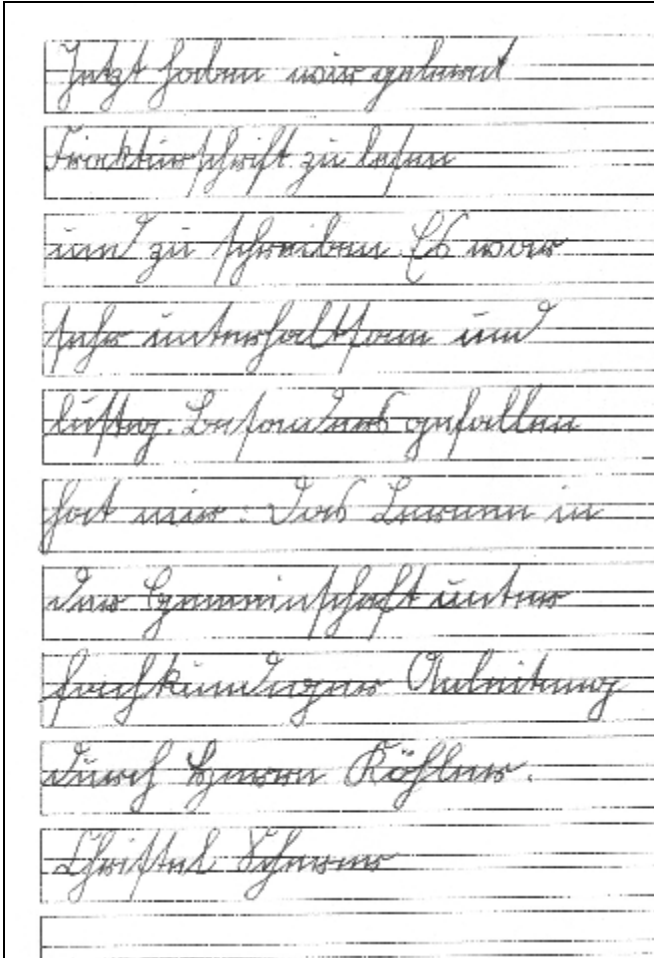 Jetzt haben wir gelernt
Frakturschrift zu lesen
und zu schreiben Es war
sehr unterhaltsam und
lustig. Besonders gefallen
hat mir: Das Lernen in
der Gemeinschaft unter
fachkundiger Anleitung
durch Herrn Köhler.
Christel Scherer